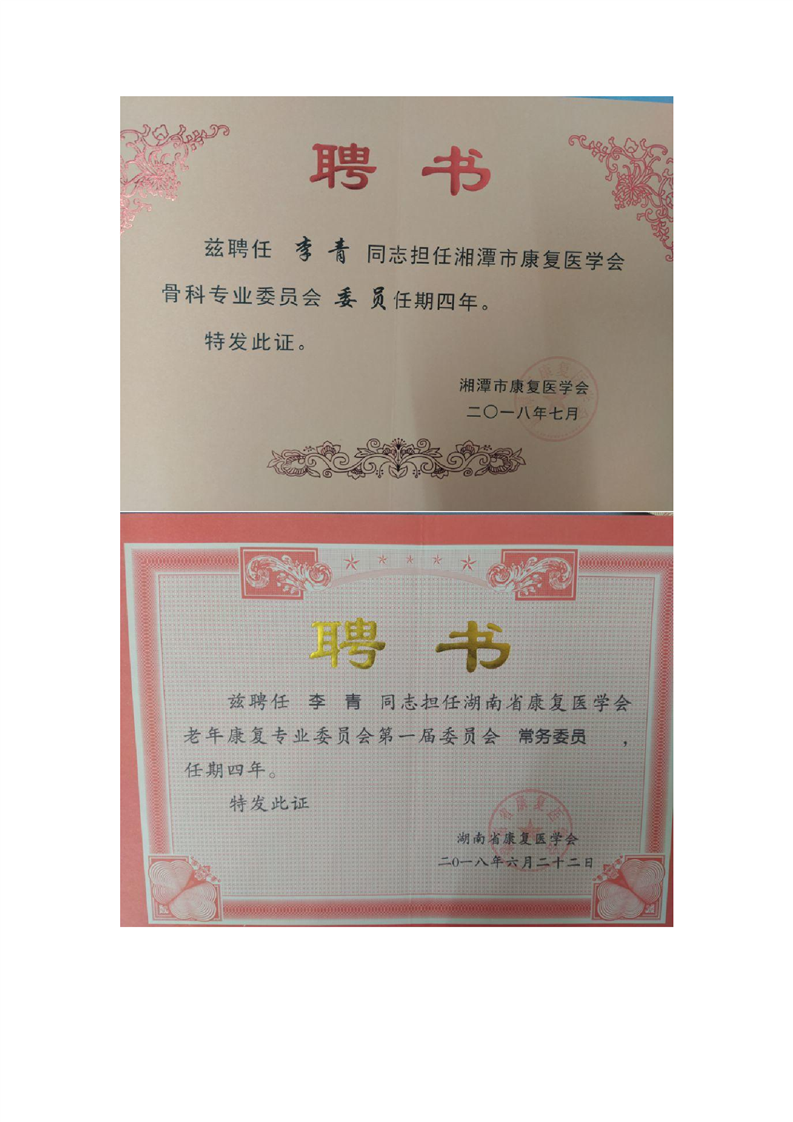 聘书
兹聘任 李青 同志担任湘潭市康复医学会
骨科专业委员会 委员任期四年。
特发此证。
湘潭市康复医学会
二〇一八年七月
聘书
兹聘任 李青 同志担任湖南省康复医学会
老年康复专业委员会第一届委员会 常务委员 ，
任期四年。
特发此证
湖南省康复医学会
二0一八年六月二十二日